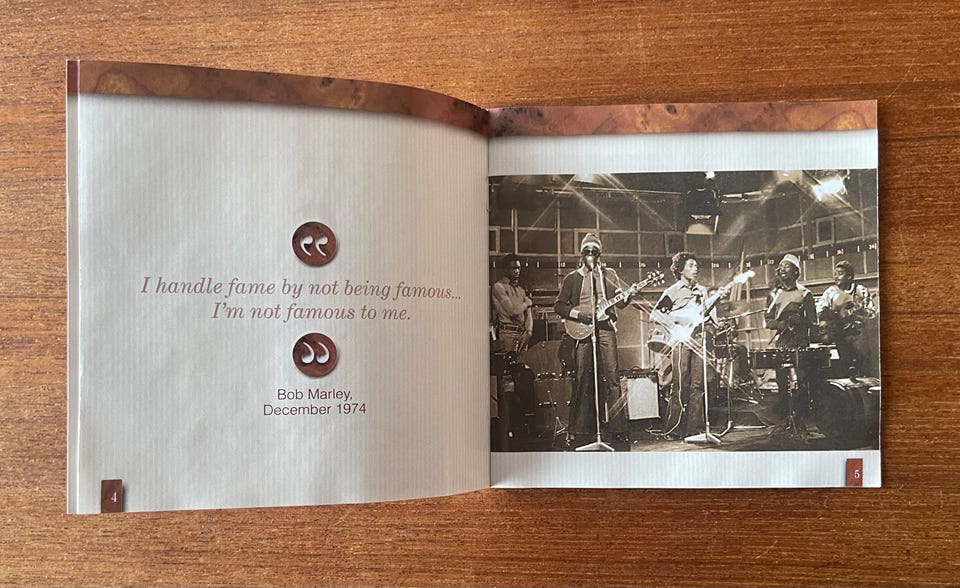 “
I handle fame by not being famous...
I'm not famous to me.
”
Bob Marley,
December 1974
4
5